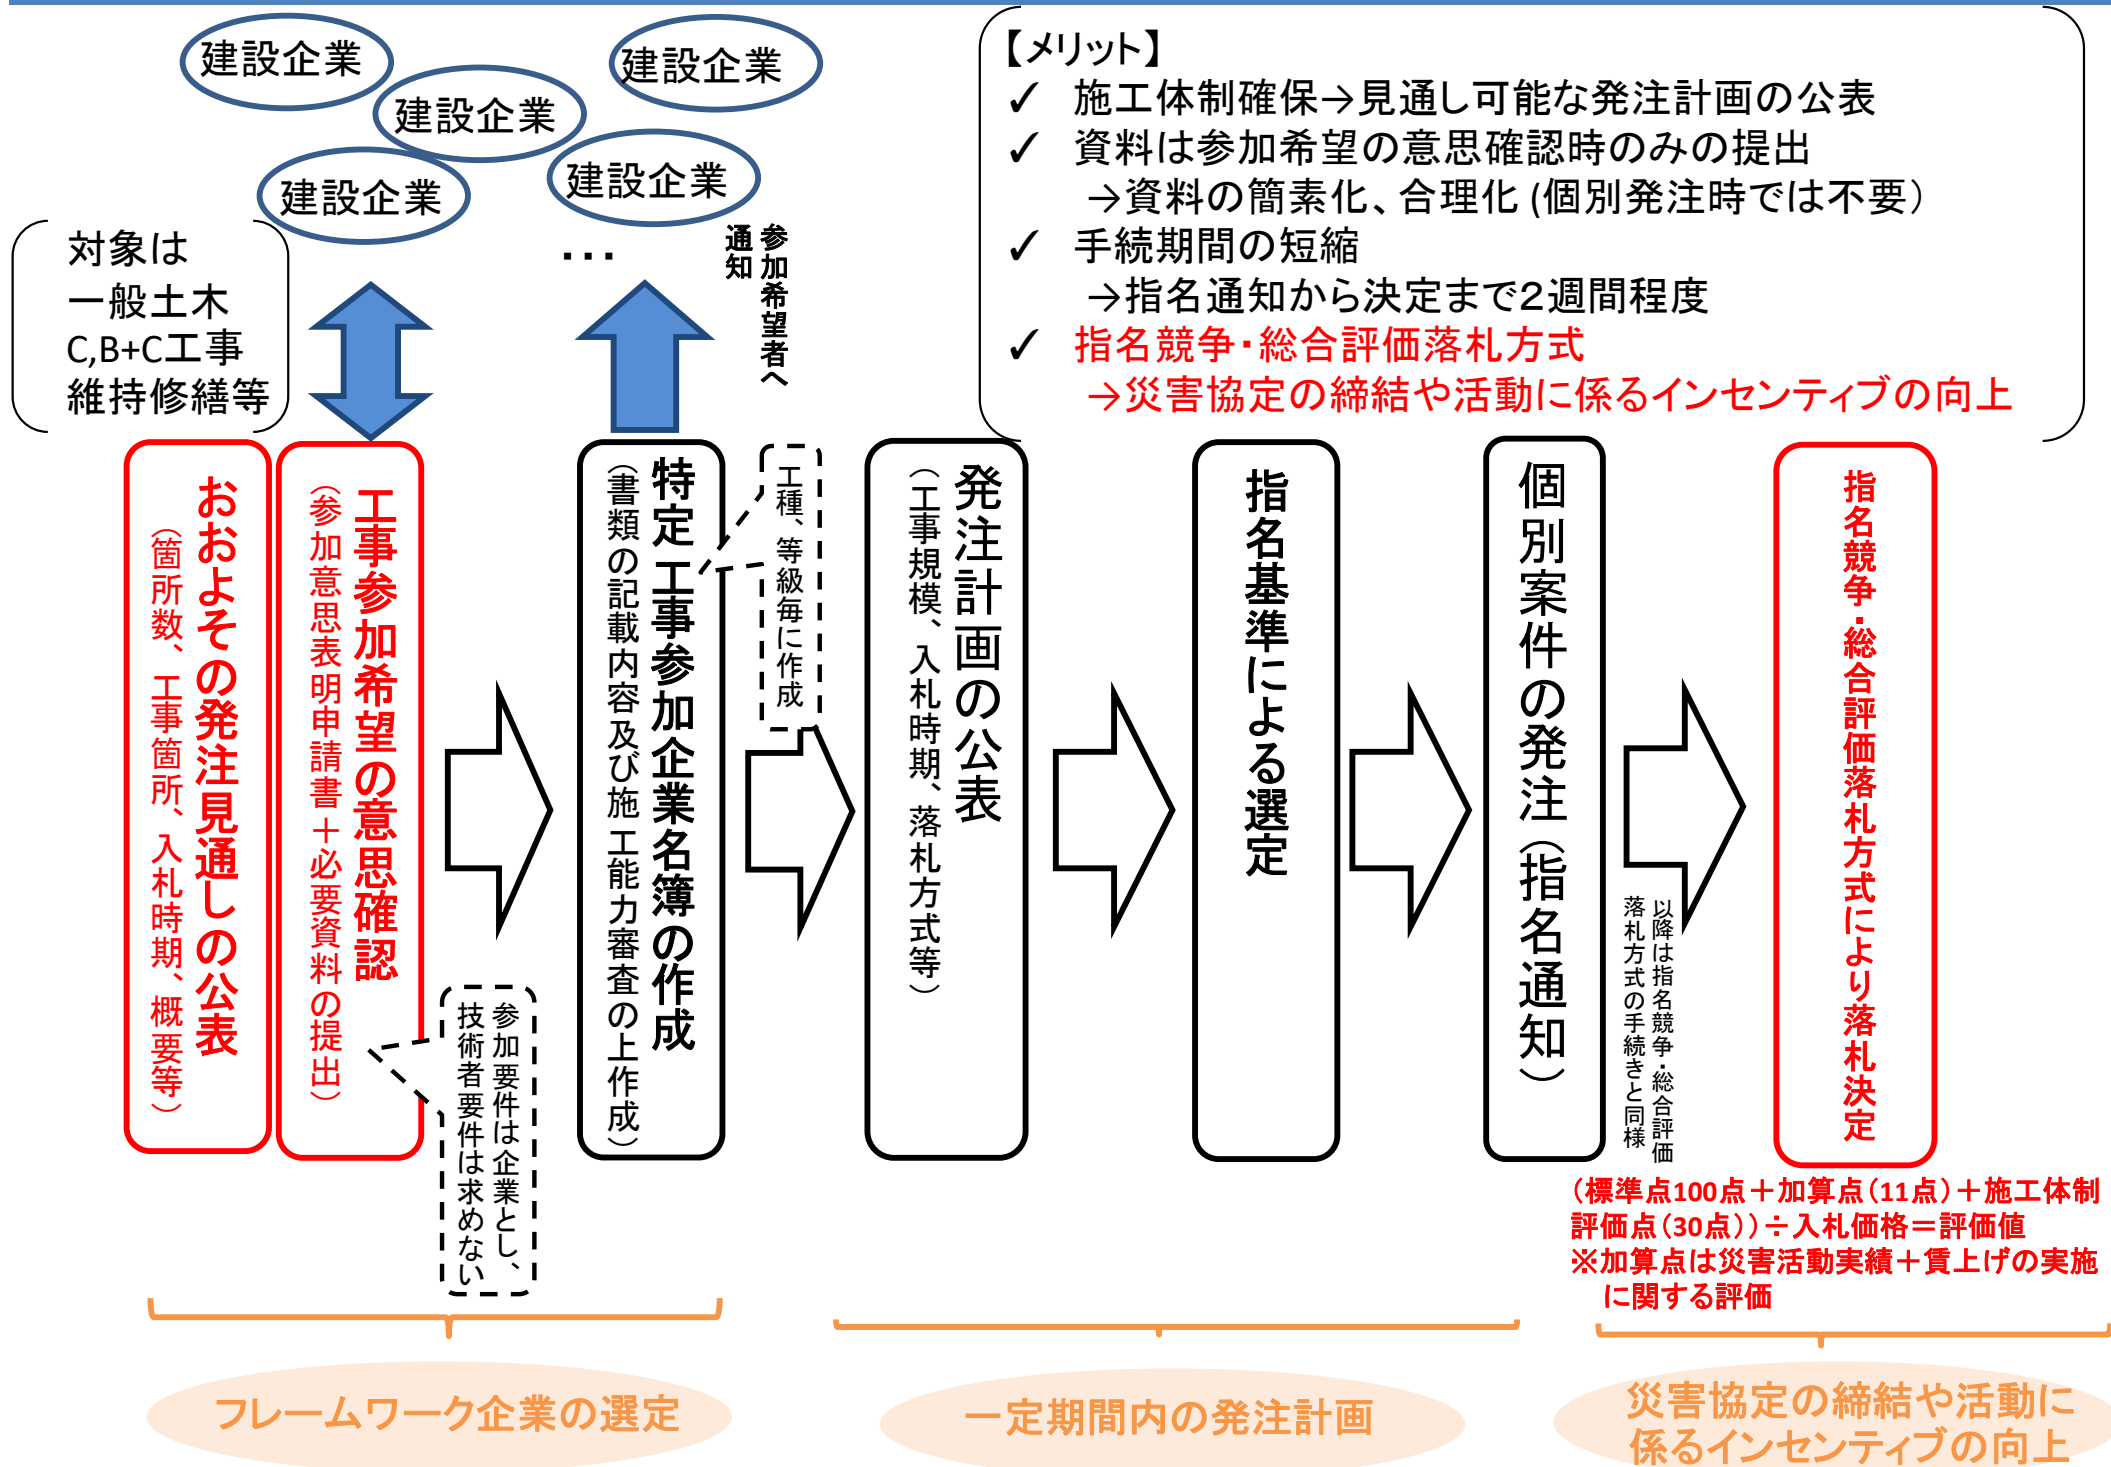 建設企業
建設企業
建設企業
建設企業
建設企業
・・・
【メリット】
✓ 施工体制確保→見通し可能な発注計画の公表
✓ 資料は参加希望の意思確認時のみの提出
→資料の簡素化、合理化 (個別発注時では不要）
✓ 手続期間の短縮
→指名通知から決定まで２週間程度
✓ 指名競争・総合評価落札方式
→災害協定の締結や活動に係るインセンティブの向上
対象は
一般土木
C,B+C工事
維持修繕等
参加希望者へ
通知
おおよその発注見通しの公表
（箇所数、工事箇所、入札時期、概要等）
工事参加希望の意思確認
（参加意思表明申請書＋必要資料の提出）
参加要件は企業とし、
技術者要件は求めない
特定工事参加企業名簿の作成
（書類の記載内容及び施工能力審査の上作成）
工種、等級毎に作成
発注計画の公表
（工事規模、入札時期、落札方式等）
指名基準による選定
個別案件の発注（指名通知）
以降は指名競争・総合評価
落札方式の手続きと同様
指名競争・総合評価落札方式により落札決定
（標準点100点＋加算点（11点）＋施工体制
評価点（30点））÷入札価格＝評価値
※加算点は災害活動実績＋賃上げの実施
に関する評価
フレームワーク企業の選定
一定期間内の発注計画
災害協定の締結や活動に
係るインセンティブの向上